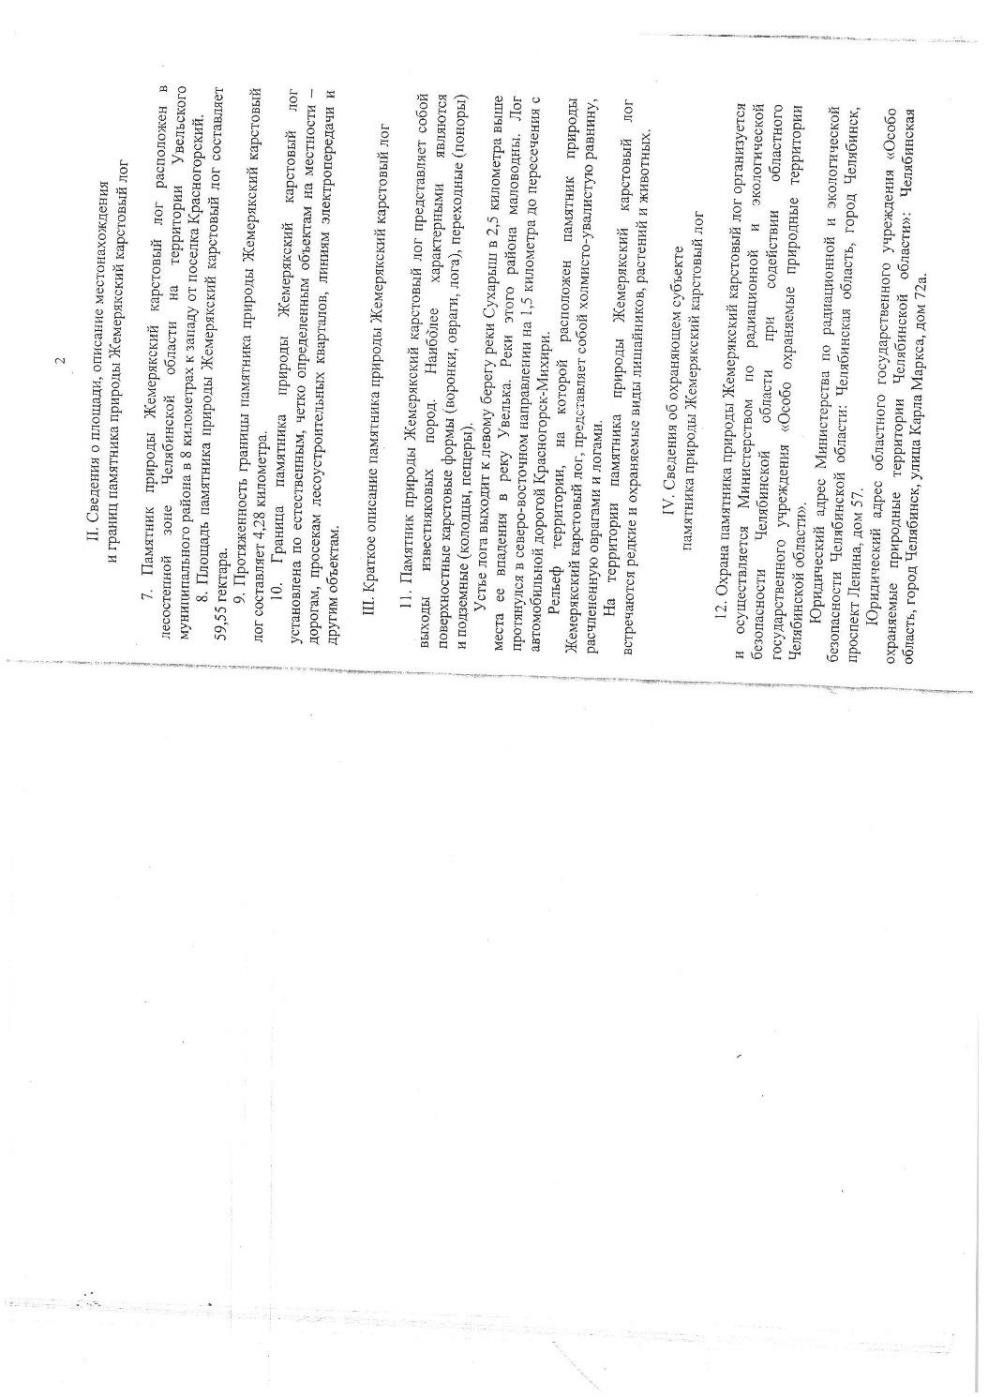 2
II. Сведения о площади, описание местонахождения
и границ памятника природы Жемерякский карстовый лог
7. Памятник природы Жемерякский карстовый лог расположен в
лесостепной зоне Челябинской области на территории Увельского
муниципального района в 8 километрах к западу от поселка Красногорский.
8. Площадь памятника природы Жемерякский карстовый лог составляет
59,55 гектара.
9. Протяженность границы памятника природы Жемерякский карстовый
лог составляет 4,28 километра.
10. Граница памятника природы Жемерякский карстовый лог
установлена по естественным, четко определенным объектам на местности –
дорогам, просекам лесоустроительных кварталов, линиям электропередачи и
другим объектам.
III. Краткое описание памятника природы Жемерякский карстовый лог
11. Памятник природы Жемерякский карстовый лог представляет собой
выходы известняковых пород. Наиболее характерными являются
поверхностные карстовые формы (воронки, овраги, лога), переходные (поноры)
и подземные (колодцы, пещеры).
Устье лога выходит к левому берегу реки Сухарыш в 2,5 километра выше
места ее впадения в реку Увелька. Реки этого района маловодны. Лог
протянулся в северо-восточном направлении на 1,5 километра до пересечения с
автомобильной дорогой Красногорск-Михири.
Рельеф территории, на которой расположен памятник природы
Жемерякский карстовый лог, представляет собой холмисто-увалистую равнину,
расчлененную оврагами и логами.
На территории памятника природы Жемерякский карстовый лог
встречаются редкие и охраняемые виды лишайников, растений и животных.
IV. Сведения об охраняющем субъекте
памятника природы Жемерякский карстовый лог
12. Охрана памятника природы Жемерякский карстовый лог организуется
и осуществляется Министерством по радиационной и экологической
безопасности Челябинской области при содействии областного
государственного учреждения «Особо охраняемые природные территории
Челябинской области».
Юридический адрес Министерства по радиационной и экологической
безопасности Челябинской области: Челябинская область, город Челябинск,
проспект Ленина, дом 57.
Юридический адрес областного государственного учреждения «Особо
охраняемые природные территории Челябинской области»: Челябинская
область, город Челябинск, улица Карла Маркса, дом 72а.